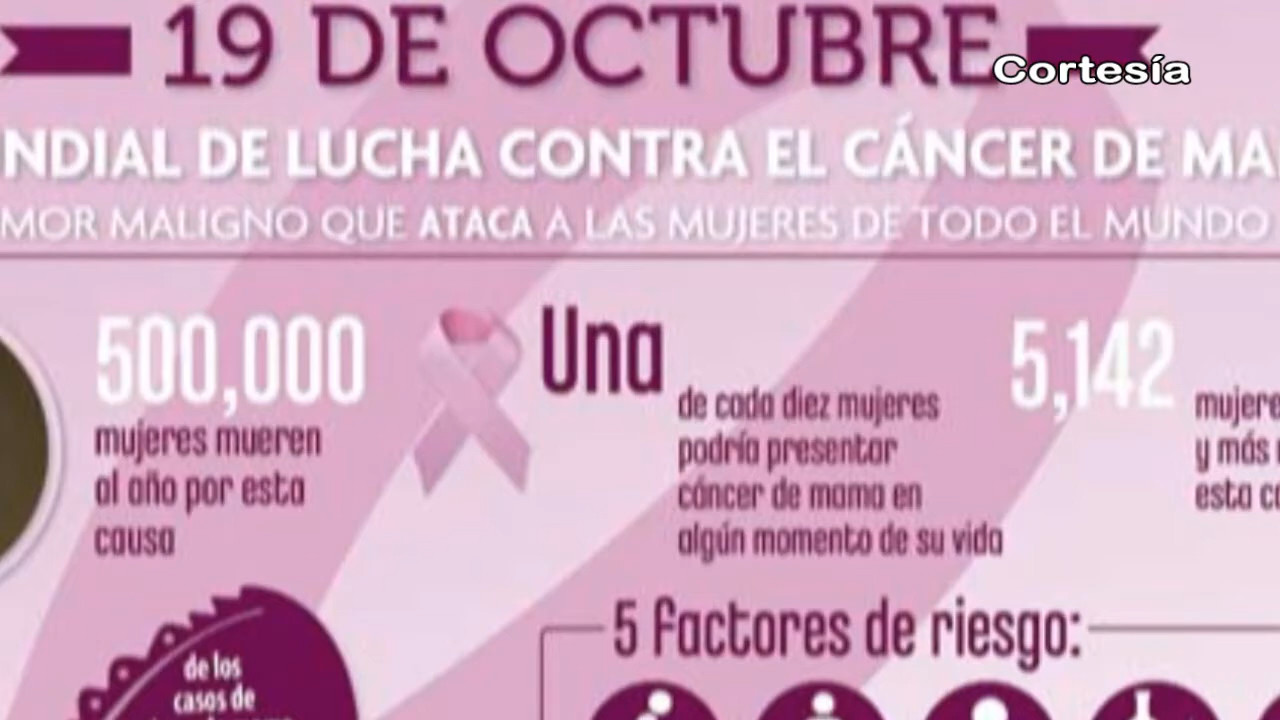 19 DE OCTUBRE
Cortesía
NDIAL DE LUCHA CONTRA EL CÁNCER DE MA
MOR MALIGNO QUE ATACA A LAS MUJERES DE TODO EL MUNDO
500,000
mujeres mueren
al año por esta
causa
Una
de cada diez mujeres
podría presentar
cáncer de mama en
algún momento de su vida
5,142
mujere
y más
esta c
5 factores de riesgo:
de los
casos de